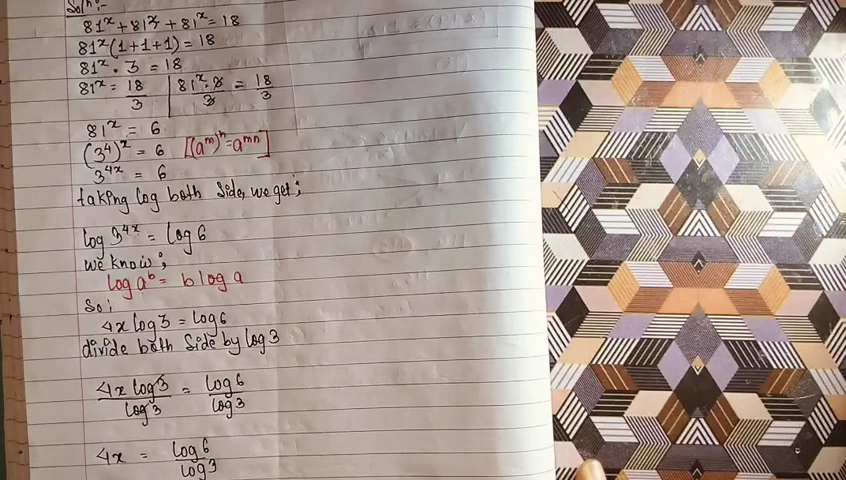 Soln:-
81^x + 81^x + 81^x = 18
81^x (1+1+1) = 18
81^x · 3 = 18
81^x = 18/3 | 81^x·3/3 = 18/3
81^x = 6
(3^4)^x = 6 [(a^m)^n = a^mn]
3^4x = 6
taking log both side, we get;
log 3^4x = log 6
we know;
log a^b = b log a
So;
4x log 3 = log 6
divide both side by log 3
4x log 3/log 3 = log 6/log 3
4x = log 6/log 3